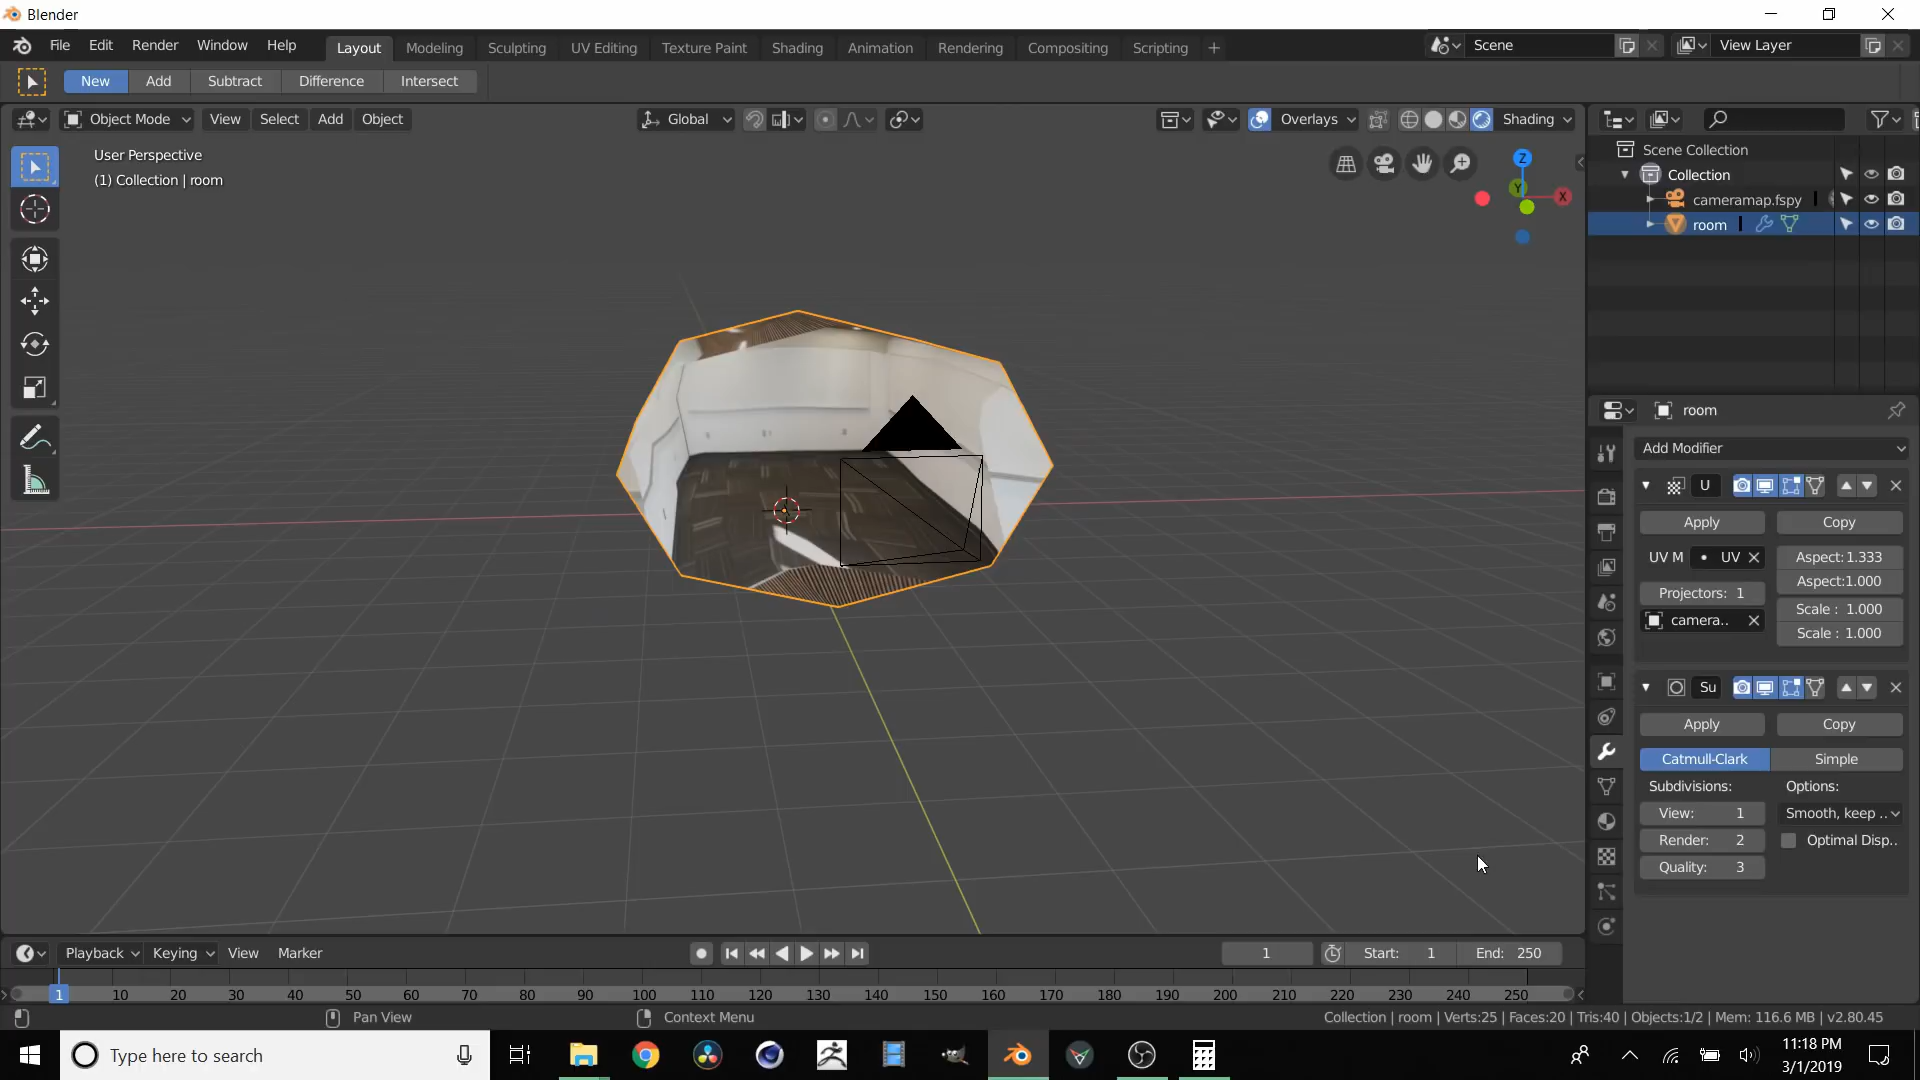 Blender
File Edit Render Window Help Layout Modeling Sculpting UV Editing Texture Paint Shading Animation Rendering Compositing Scripting + Scene View Layer
New Add Subtract Difference Intersect
Object Mode View Select Add Object Global Overlays Shading
User Perspective
(1) Collection | room
Z
Y
X
Scene Collection
Collection
cameramap.fspy
room
room
Add Modifier
U
Apply Copy
UV M UV Aspect:1.333
Aspect:1.000
Projectors: 1
Scale : 1.000
camera..
Scale : 1.000
Su
Apply Copy
Catmull-Clark Simple
Subdivisions: Options:
View: 1 Smooth, keep ..
Render: 2 Optimal Disp..
Quality: 3
Playback Keying View Marker 1 Start: 1 End: 250
1 10 20 30 40 50 60 70 80 90 100 110 120 130 140 150 160 170 180 190 200 210 220 230 240 250
Pan View Context Menu Collection | room | Verts:25 | Faces:20 | Tris:40 | Objects:1/2 | Mem: 116.6 MB | v2.80.45
Type here to search
11:18 PM
3/1/2019